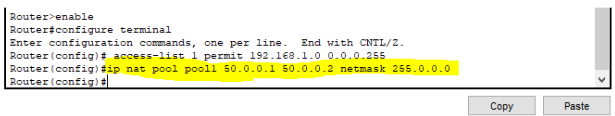 Router>enable
Router#configure terminal
Enter configuration commands, one per line.  End with CNTL/Z.
Router(config)# access-list 1 permit 192.168.1.0 0.0.0.255
Router(config)#ip nat pool pool1 50.0.0.1 50.0.0.2 netmask 255.0.0.0
Router(config)#
Copy Paste